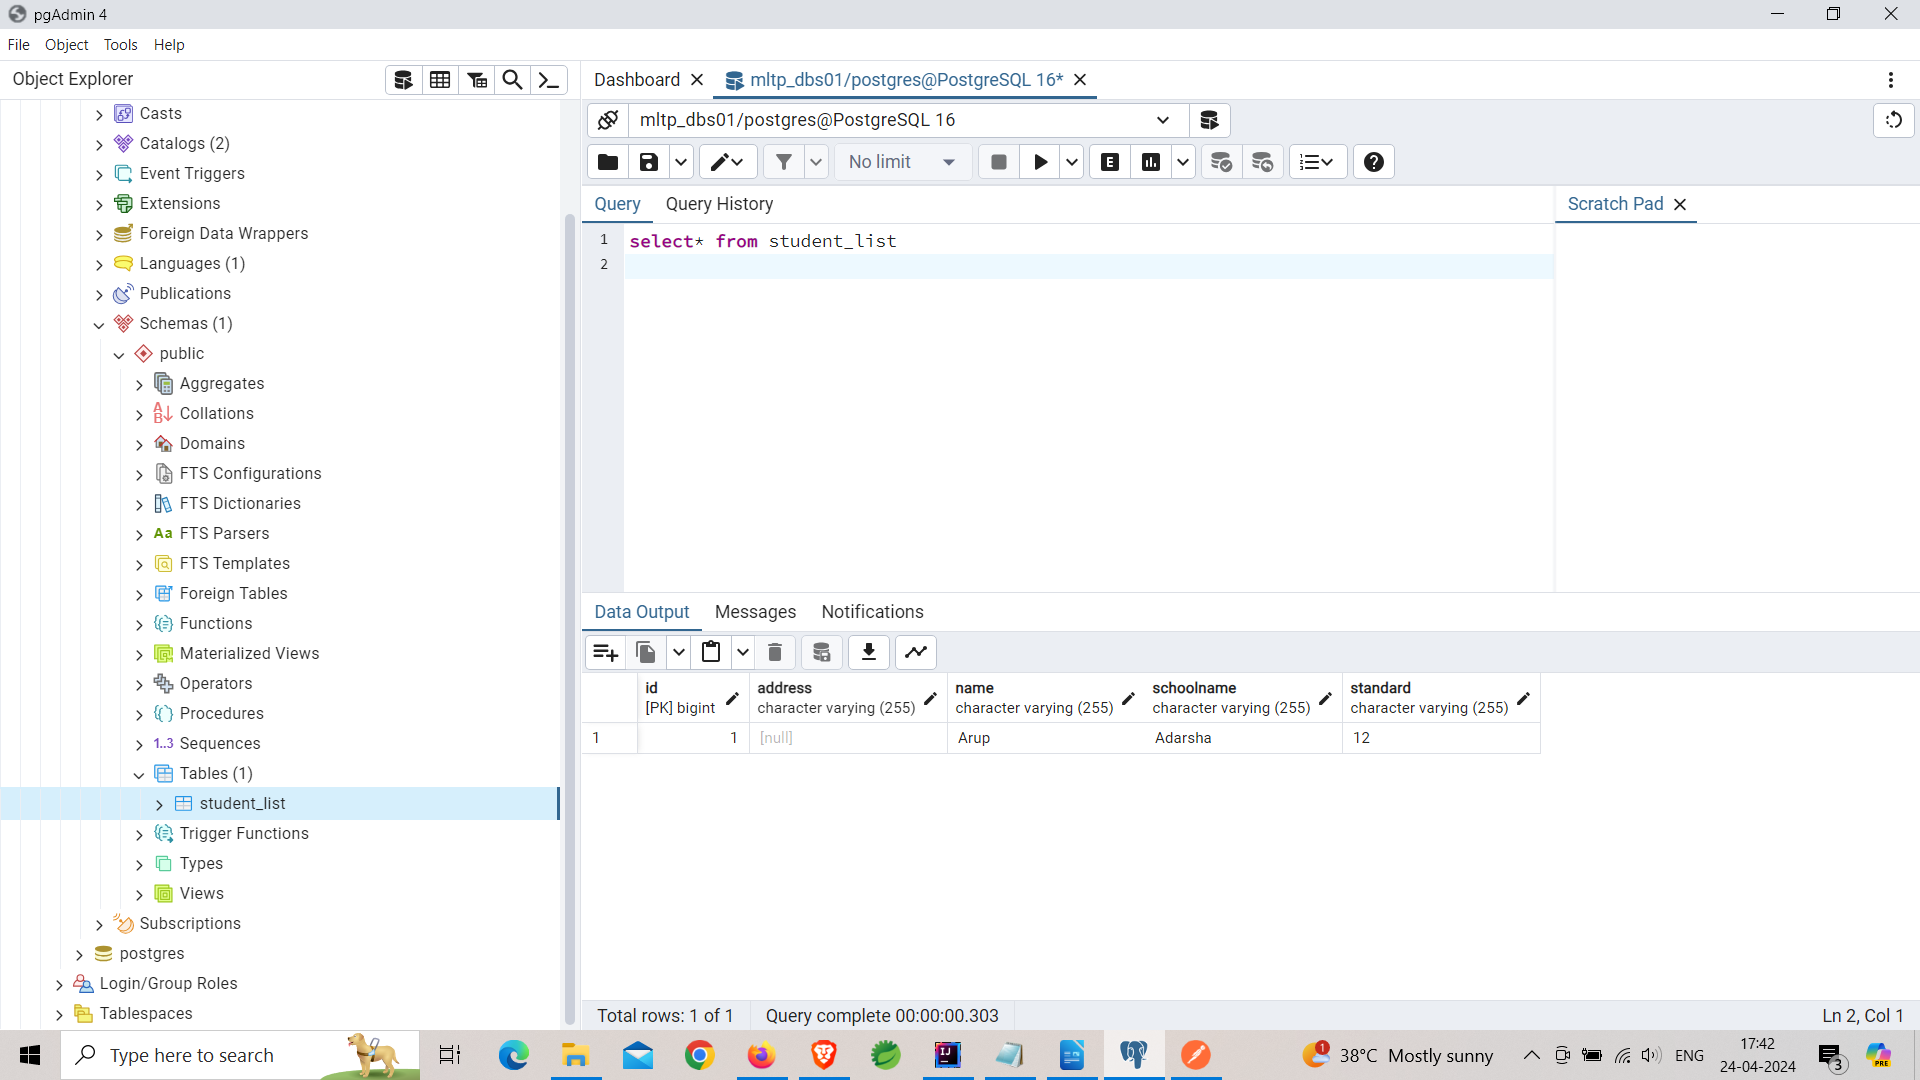 pgAdmin 4
File Object Tools Help
Object Explorer
Casts
Catalogs (2)
Event Triggers
Extensions
Foreign Data Wrappers
Languages (1)
Publications
Schemas (1)
public
Aggregates
Collations
Domains
FTS Configurations
FTS Dictionaries
Aa FTS Parsers
FTS Templates
Foreign Tables
Functions
Materialized Views
Operators
Procedures
1..3 Sequences
Tables (1)
student_list
Trigger Functions
Types
Views
Subscriptions
postgres
Login/Group Roles
Tablespaces
Dashboard mltp_dbs01/postgres@PostgreSQL 16*
mltp_dbs01/postgres@PostgreSQL 16
No limit E
Query Query History Scratch Pad
1 select* from student_list
2
Data Output Messages Notifications
id address name schoolname standard
[PK] bigint character varying (255) character varying (255) character varying (255) character varying (255)
1 1 [null] Arup Adarsha 12
Total rows: 1 of 1 Query complete 00:00:00.303 Ln 2, Col 1
Type here to search IJ 1 38°C Mostly sunny ENG 17:42 3 PRE
24-04-2024